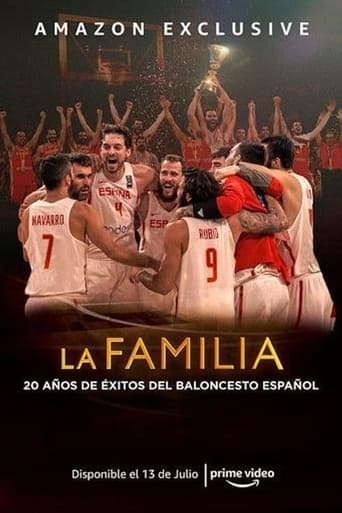 AMAZON EXCLUSIVE
NAVARRO
7
ESPAÑA
4
RUBIO
9
LA FAMILIA
20 AÑOS DE ÉXITOS DEL BALONCESTO ESPAÑOL
Disponible el 13 de Julio
prime video